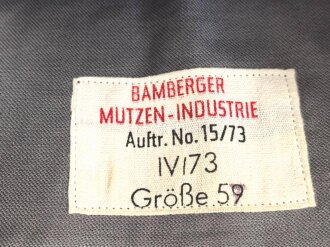 BAMBERGER
MUTZEN-INDUSTRIE
Auftr. No. 15/73
IV/73
Größe 59